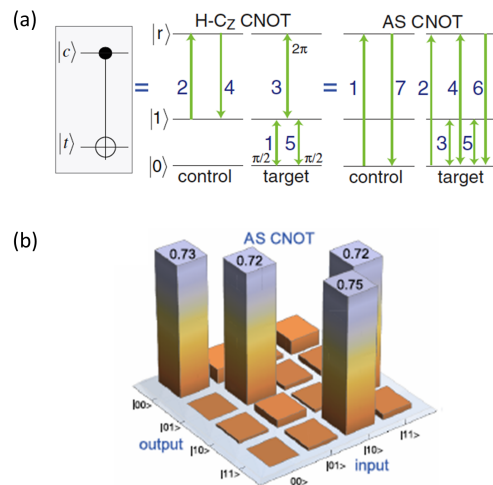 (a)
H-CZ CNOT
AS CNOT
|c⟩
|t⟩
=
|r⟩
|1⟩
|0⟩
2
4
3
2π
1
5
π/2
π/2
control
target
=
1
7
2
4
6
3
5
control
target
(b)
AS CNOT
0.73
0.72
0.72
0.75
|00>
|01>
|10>
|11>
output
|00>
|01>
|10>
|11>
input